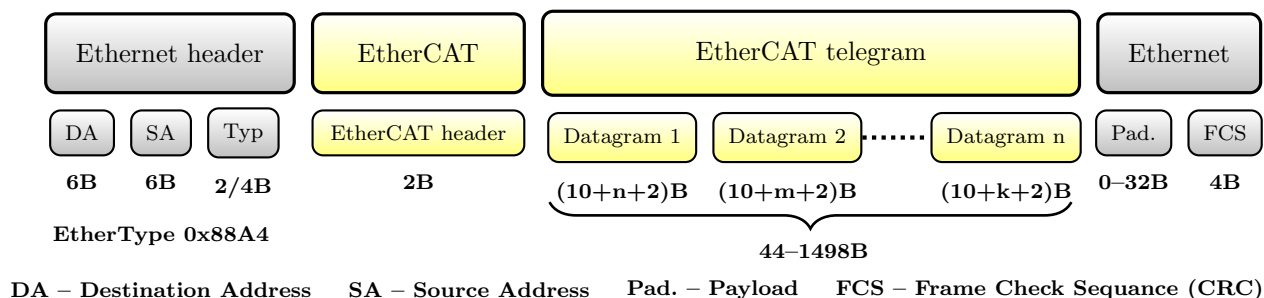 Ethernet header EtherCAT EtherCAT telegram Ethernet
DA SA Typ EtherCAT header Datagram 1 Datagram 2 Datagram n Pad. FCS
6B 6B 2/4B 2B (10+n+2)B (10+m+2)B (10+k+2)B 0–32B 4B
EtherType 0x88A4
44–1498B
DA – Destination Address SA – Source Address Pad. – Payload FCS – Frame Check Sequance (CRC)